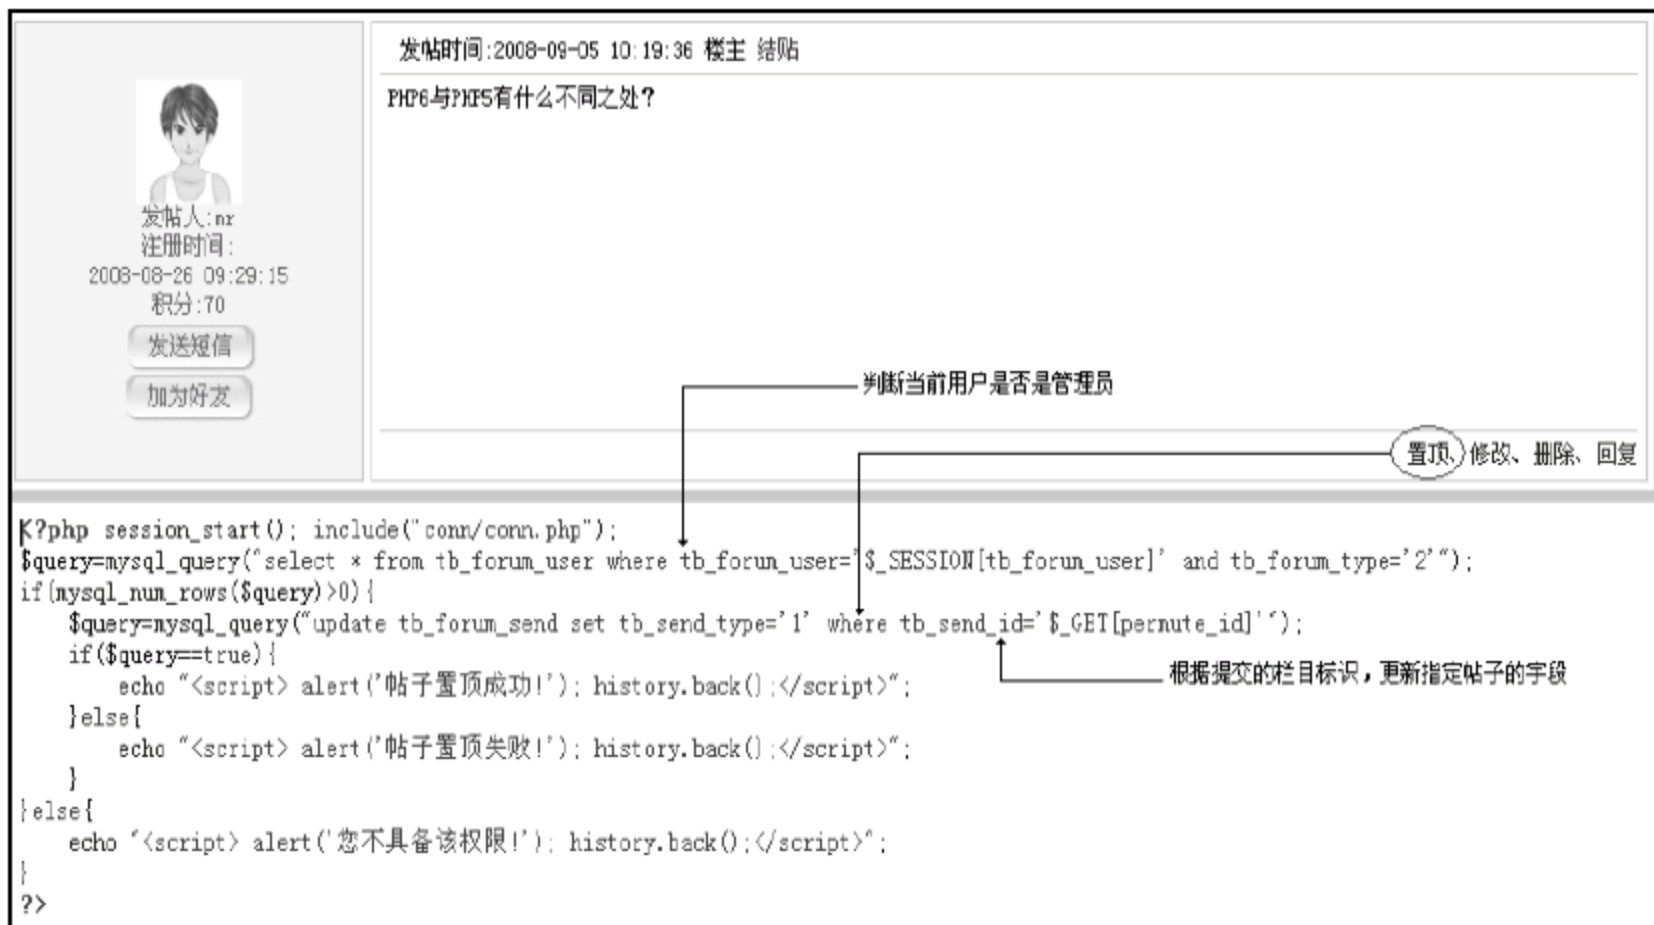 发帖时间:2008-09-05 10:19:36 楼主 结贴
PHP6与PHP5有什么不同之处?
发帖人:mr
注册时间:
2008-08-26 09:29:15
积分:70
发送短信
加为好友
判断当前用户是否是管理员
置顶、修改、删除、回复
<?php session_start(); include("conn/conn.php");
$query=mysql_query("select * from tb_forum_user where tb_forum_user='$_SESSION[tb_forum_user]' and tb_forum_type='2'");
if(mysql_num_rows($query)>0){
$query=mysql_query("update tb_forum_send set tb_send_type='1' where tb_send_id='$_GET[permute_id]'");
if($query==true){
根据提交的栏目标识，更新指定帖子的字段
echo "<script> alert('帖子置顶成功!'); history.back();</script>";
}else{
echo "<script> alert('帖子置顶失败!'); history.back();</script>";
}
}else{
echo "<script> alert('您不具备该权限!'); history.back();</script>";
}
?>